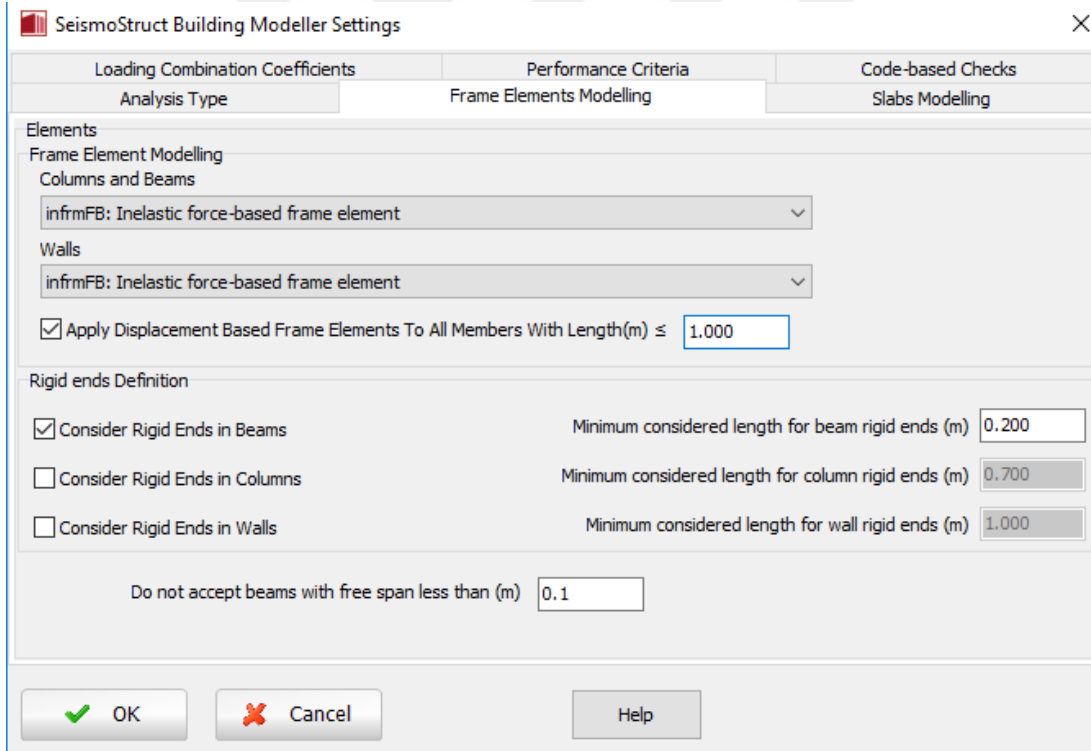 SeismoStruct Building Modeller Settings
Loading Combination Coefficients Performance Criteria Code-based Checks
Analysis Type Frame Elements Modelling Slabs Modelling
Elements
Frame Element Modelling
Columns and Beams
infrmFB: Inelastic force-based frame element
Walls
infrmFB: Inelastic force-based frame element
Apply Displacement Based Frame Elements To All Members With Length(m) ≤ 1.000
Rigid ends Definition
Consider Rigid Ends in Beams Minimum considered length for beam rigid ends (m) 0.200
Consider Rigid Ends in Columns Minimum considered length for column rigid ends (m) 0.700
Consider Rigid Ends in Walls Minimum considered length for wall rigid ends (m) 1.000
Do not accept beams with free span less than (m) 0.1
OK Cancel Help